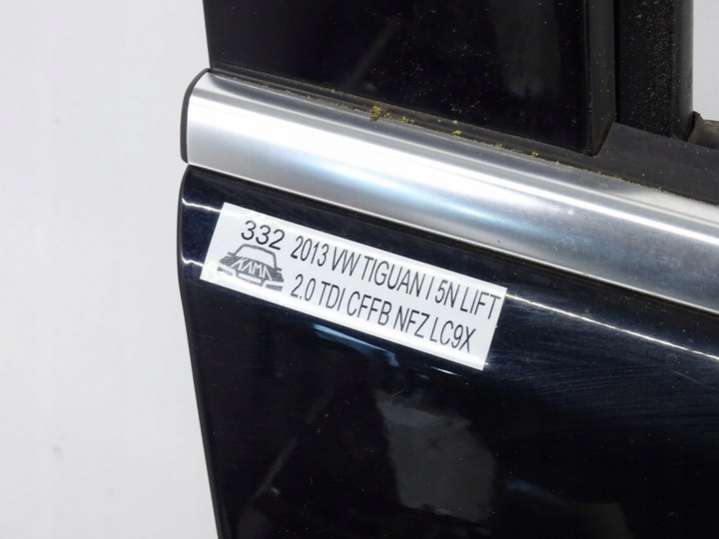 332 2013 VW TIGUAN I 5N LIFT
KAMA 2.0 TDI CFFB NFZ LC9X